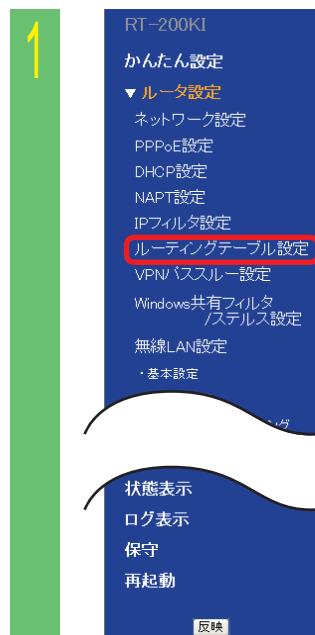 1
RT-200KI
かんたん設定
▼ ルータ設定
ネットワーク設定
PPPoE設定
DHCP設定
NAPT設定
IPフィルタ設定
ルーティングテーブル設定
VPNパススルー設定
Windows共有フィルタ
/ステルス設定
無線LAN設定
・基本設定
状態表示
ログ表示
保守
再起動
反映